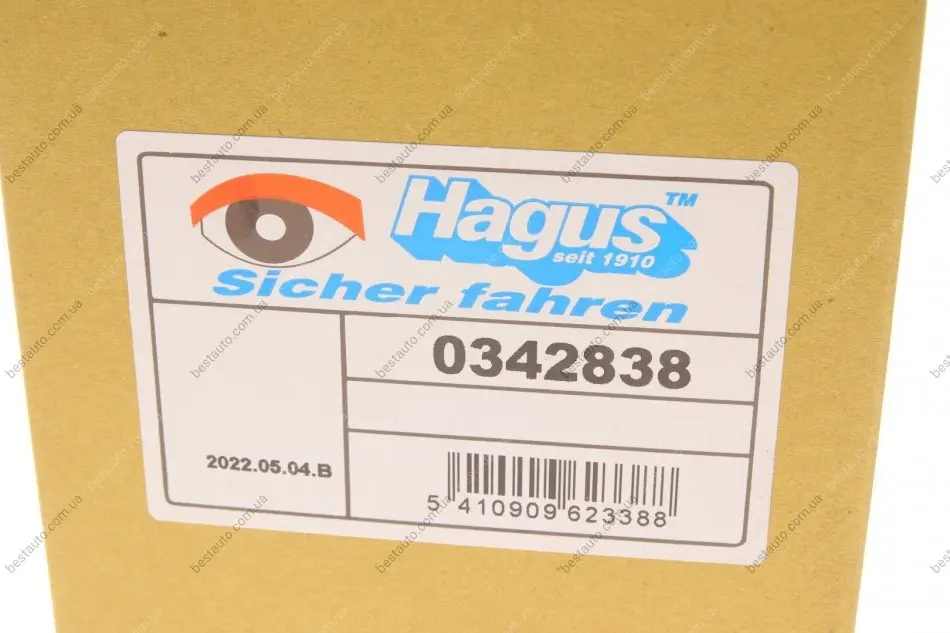 Hagus™
seit 1910
Sicher fahren
0342838
2022.05.04.B
5 410909 623388
bestauto.com.ua